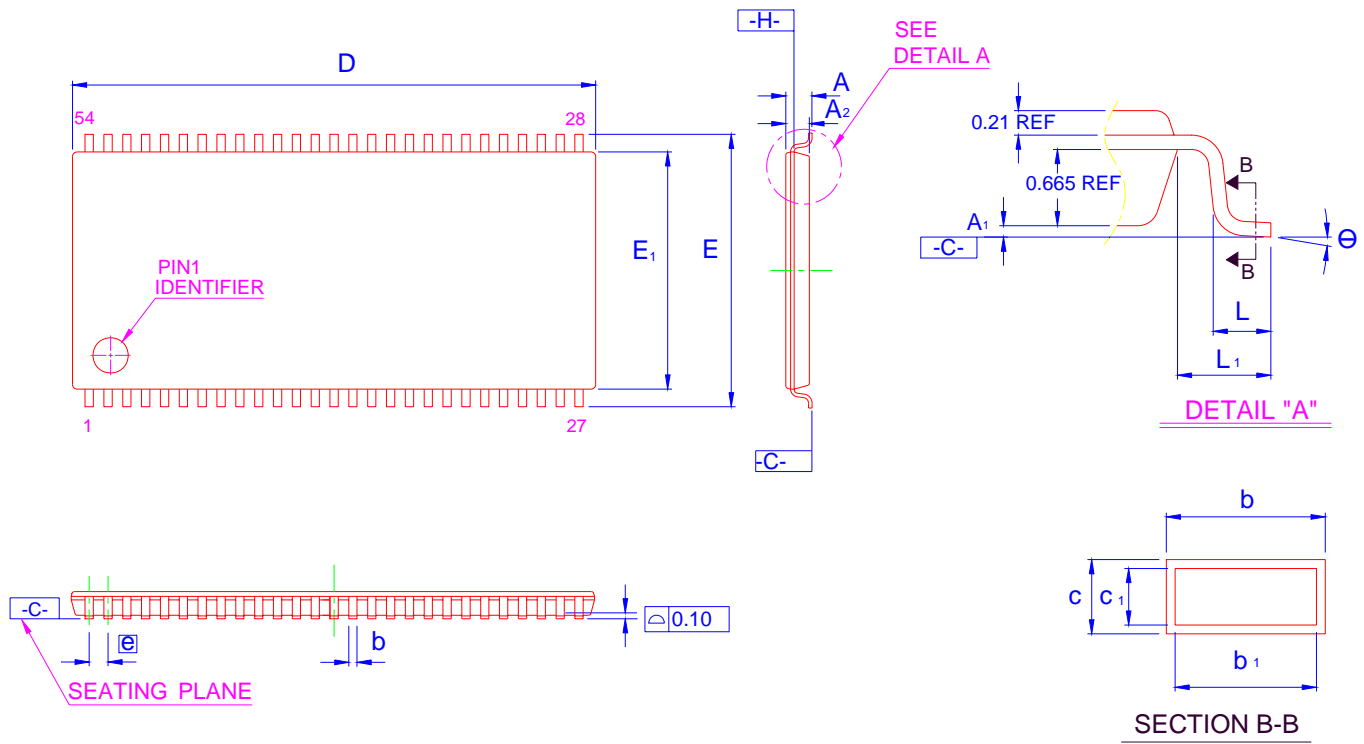 -H-
SEE
DETAIL A
D
A
A2
54
28
0.21 REF
B
0.665 REF
PIN1
IDENTIFIER
E1
E
A1
-C-
B
Θ
L
L1
1
27
DETAIL "A"
-C-
b
-C-
0.10
c
c1
e
b
b1
SEATING PLANE
SECTION B-B